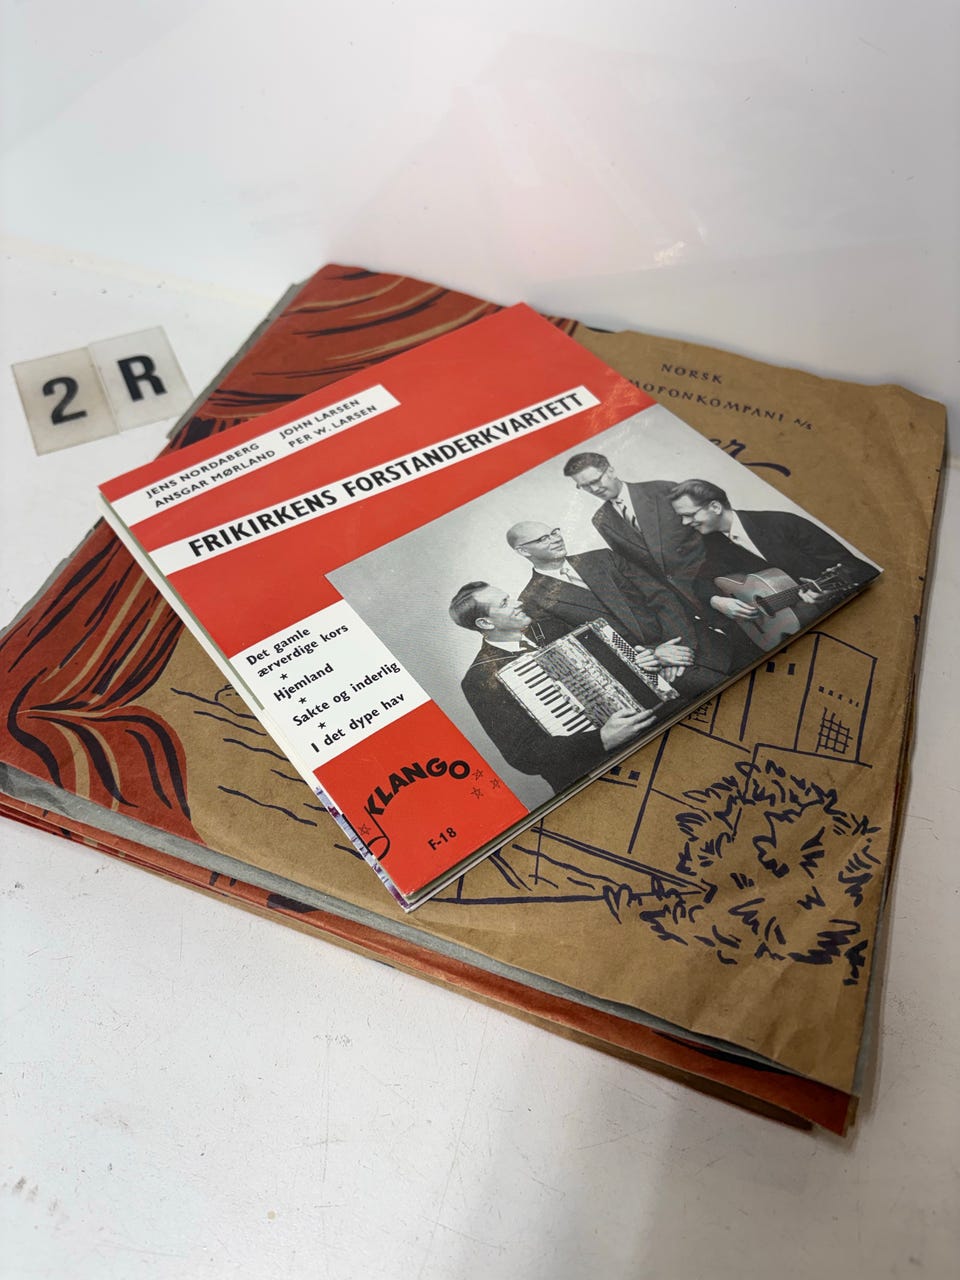 2 R
NORSK
MOFONKOMPANI A/S
JENS NORDABERG JOHN LARSEN
ANSGAR MØRLAND PER W. LARSEN
FRIKIRKENS FORSTANDERKVARTETT
Det gamle
ærverdige kors
*
Hjemland
*
Sakte og inderlig
*
I det dype hav
KLANGO
F-18